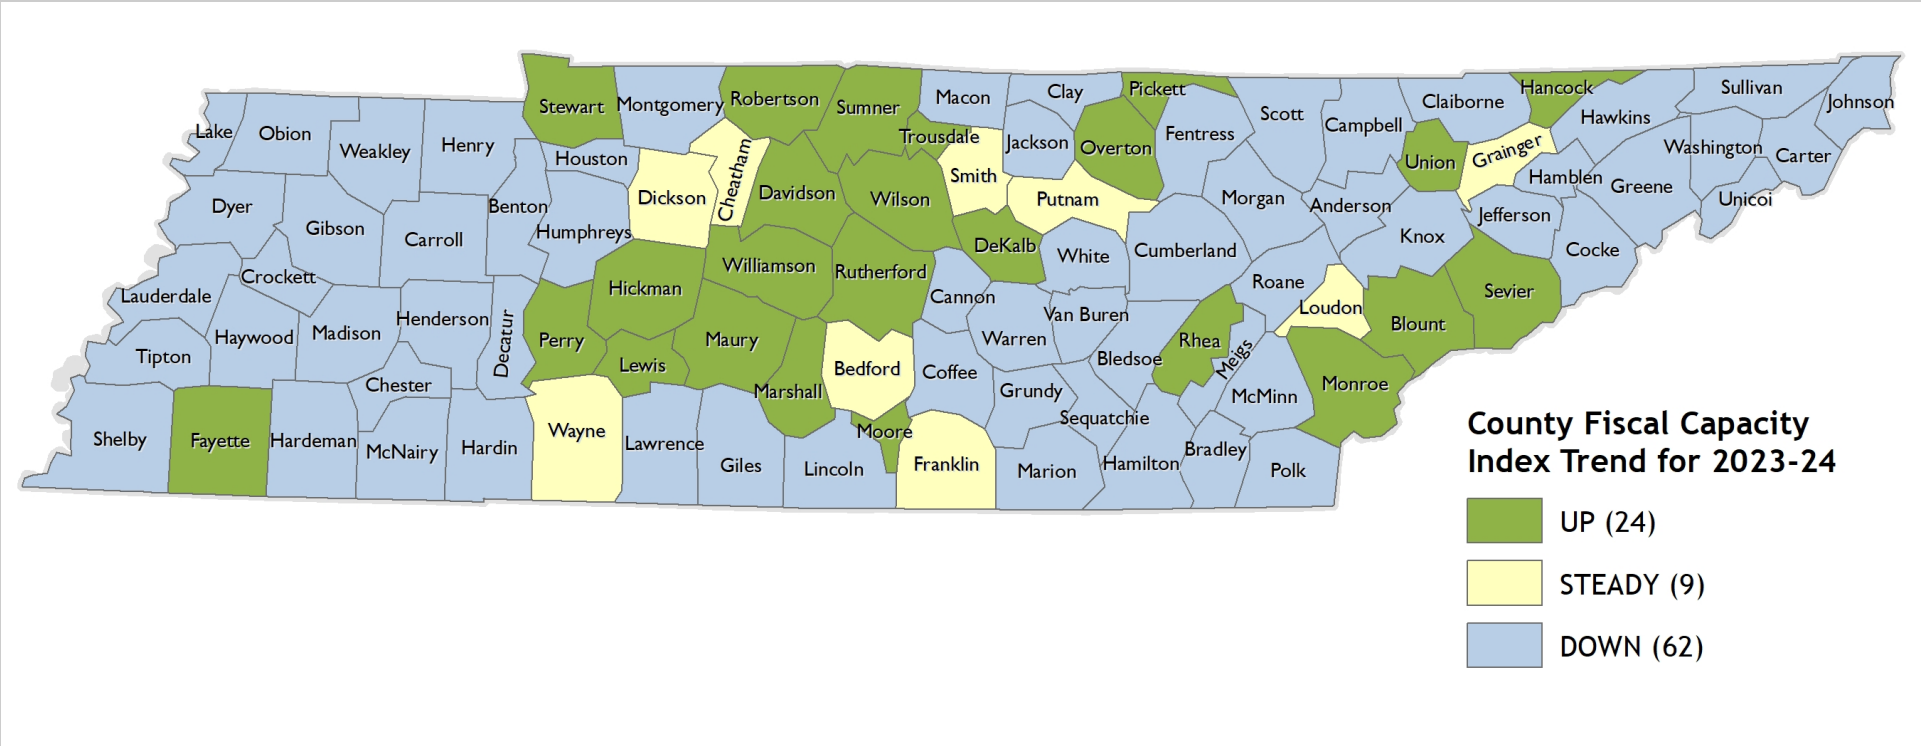 Stewart
Montgomery
Robertson
Sumner
Macon
Clay
Pickett
Scott
Campbell
Claiborne
Hancock
Hawkins
Sullivan
Johnson
Lake
Obion
Weakley
Henry
Houston
Cheatham
Trousdale
Jackson
Overton
Fentress
Union
Grainger
Hamblen
Greene
Washington
Carter
Unicoi
Dyer
Gibson
Carroll
Benton
Humphreys
Dickson
Davidson
Wilson
Smith
Putnam
Morgan
Anderson
Knox
Jefferson
Cocke
Crockett
Lauderdale
Hickman
Williamson
Rutherford
DeKalb
White
Cumberland
Roane
Loudon
Sevier
Tipton
Haywood
Madison
Henderson
Decatur
Perry
Lewis
Maury
Cannon
Warren
Van Buren
Bledsoe
Rhea
Meigs
Blount
Chester
Marshall
Bedford
Coffee
Grundy
Sequatchie
McMinn
Monroe
Shelby
Fayette
Hardeman
McNairy
Hardin
Wayne
Lawrence
Giles
Lincoln
Moore
Franklin
Marion
Hamilton
Bradley
Polk
County Fiscal Capacity
Index Trend for 2023-24
UP (24)
STEADY (9)
DOWN (62)